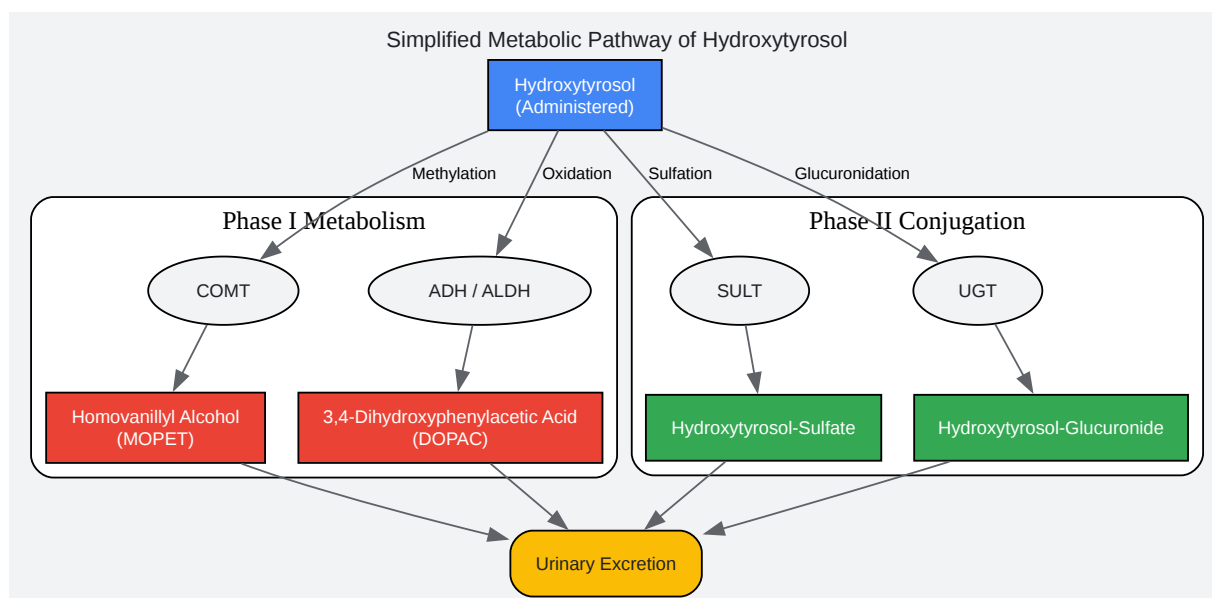 Simplified Metabolic Pathway of Hydroxytyrosol
Hydroxytyrosol
(Administered)
Methylation
Oxidation
Sulfation
Glucuronidation
Phase I Metabolism
Phase II Conjugation
COMT
ADH / ALDH
SULT
UGT
Homovanillyl Alcohol
(MOPET)
3,4-Dihydroxyphenylacetic Acid
(DOPAC)
Hydroxytyrosol-Sulfate
Hydroxytyrosol-Glucuronide
Urinary Excretion